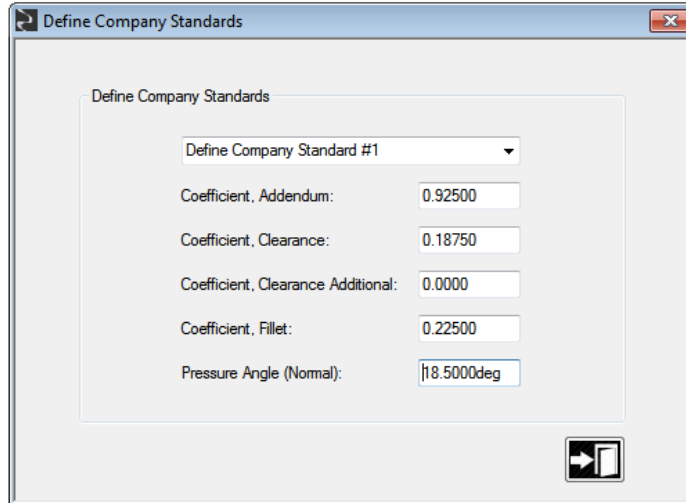 Define Company Standards
Define Company Standards
Define Company Standard #1
Coefficient, Addendum: 0.92500
Coefficient, Clearance: 0.18750
Coefficient, Clearance Additional: 0.0000
Coefficient, Fillet: 0.22500
Pressure Angle (Normal): 18.5000deg